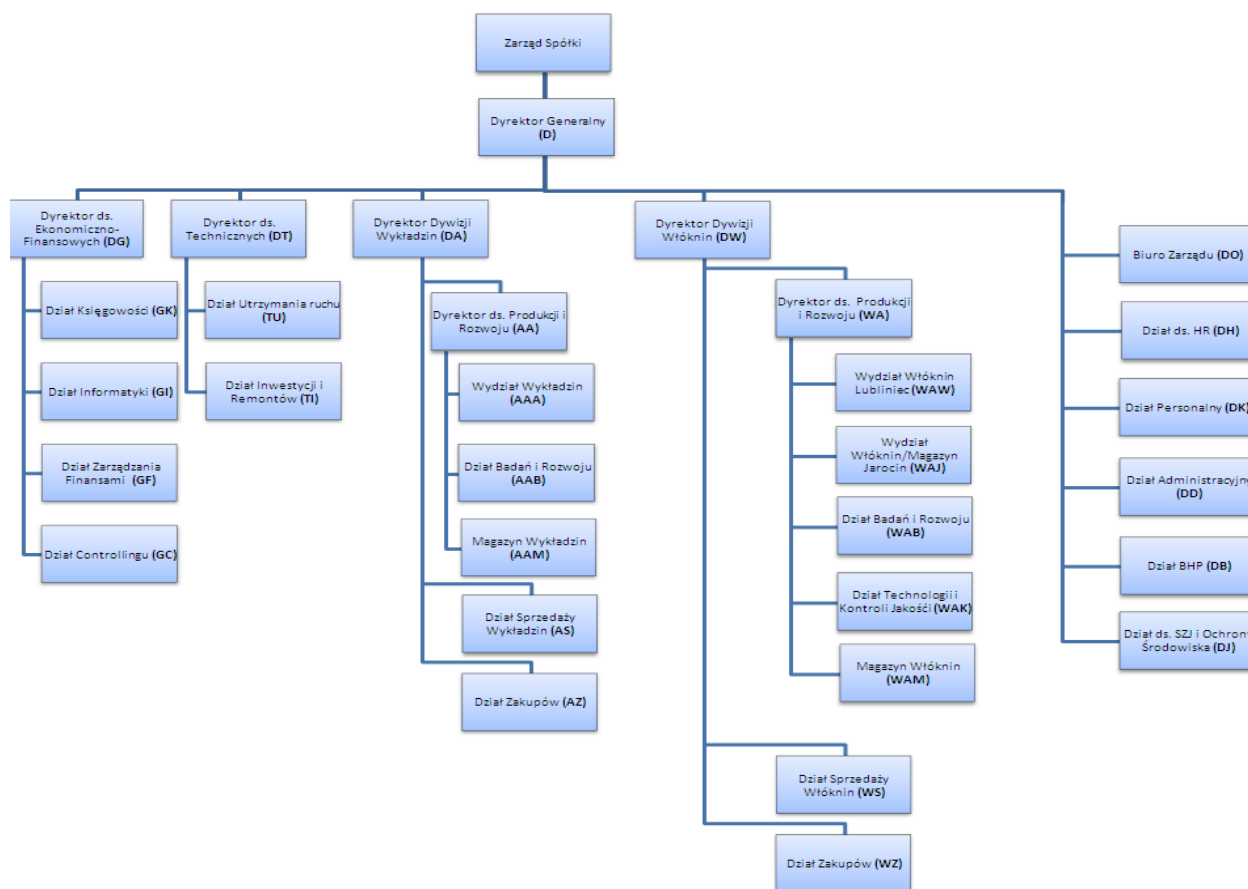 Zarząd Spółki
Dyrektor Generalny
(D)
Dyrektor ds.
Ekonomiczno-
Finansowych (DG)
Dział Księgowości (GK)
Dział Informatyki (GI)
Dział Zarządzania
Finansami (GF)
Dział Controllingu (GC)
Dyrektor ds.
Technicznych (DT)
Dział Utrzymania ruchu
(TU)
Dział Inwestycji i
Remontów (TI)
Dyrektor Dywizji
Wykładzin (DA)
Dyrektor ds. Produkcji i
Rozwoju (AA)
Wydział Wykładzin
(AAA)
Dział Badań i Rozwoju
(AAB)
Magazyn Wykładzin
(AAM)
Dział Sprzedaży
Wykładzin (AS)
Dział Zakupów (AZ)
Dyrektor Dywizji
Włóknin (DW)
Dyrektor ds. Produkcji
i Rozwoju (WA)
Wydział Włóknin
Lubliniec (WAW)
Wydział
Włóknin/Magazyn
Jarocin (WAJ)
Dział Badań i Rozwoju
(WAB)
Dział Technologii i
Kontroli Jakośći (WAK)
Magazyn Włóknin
(WAM)
Dział Sprzedaży
Włóknin (WS)
Dział Zakupów (WZ)
Biuro Zarządu (DO)
Dział ds. HR (DH)
Dział Personalny (DK)
Dział Administracyjny
(DD)
Dział BHP (DB)
Dział ds. SZJ i Ochrony
Środowiska (DJ)